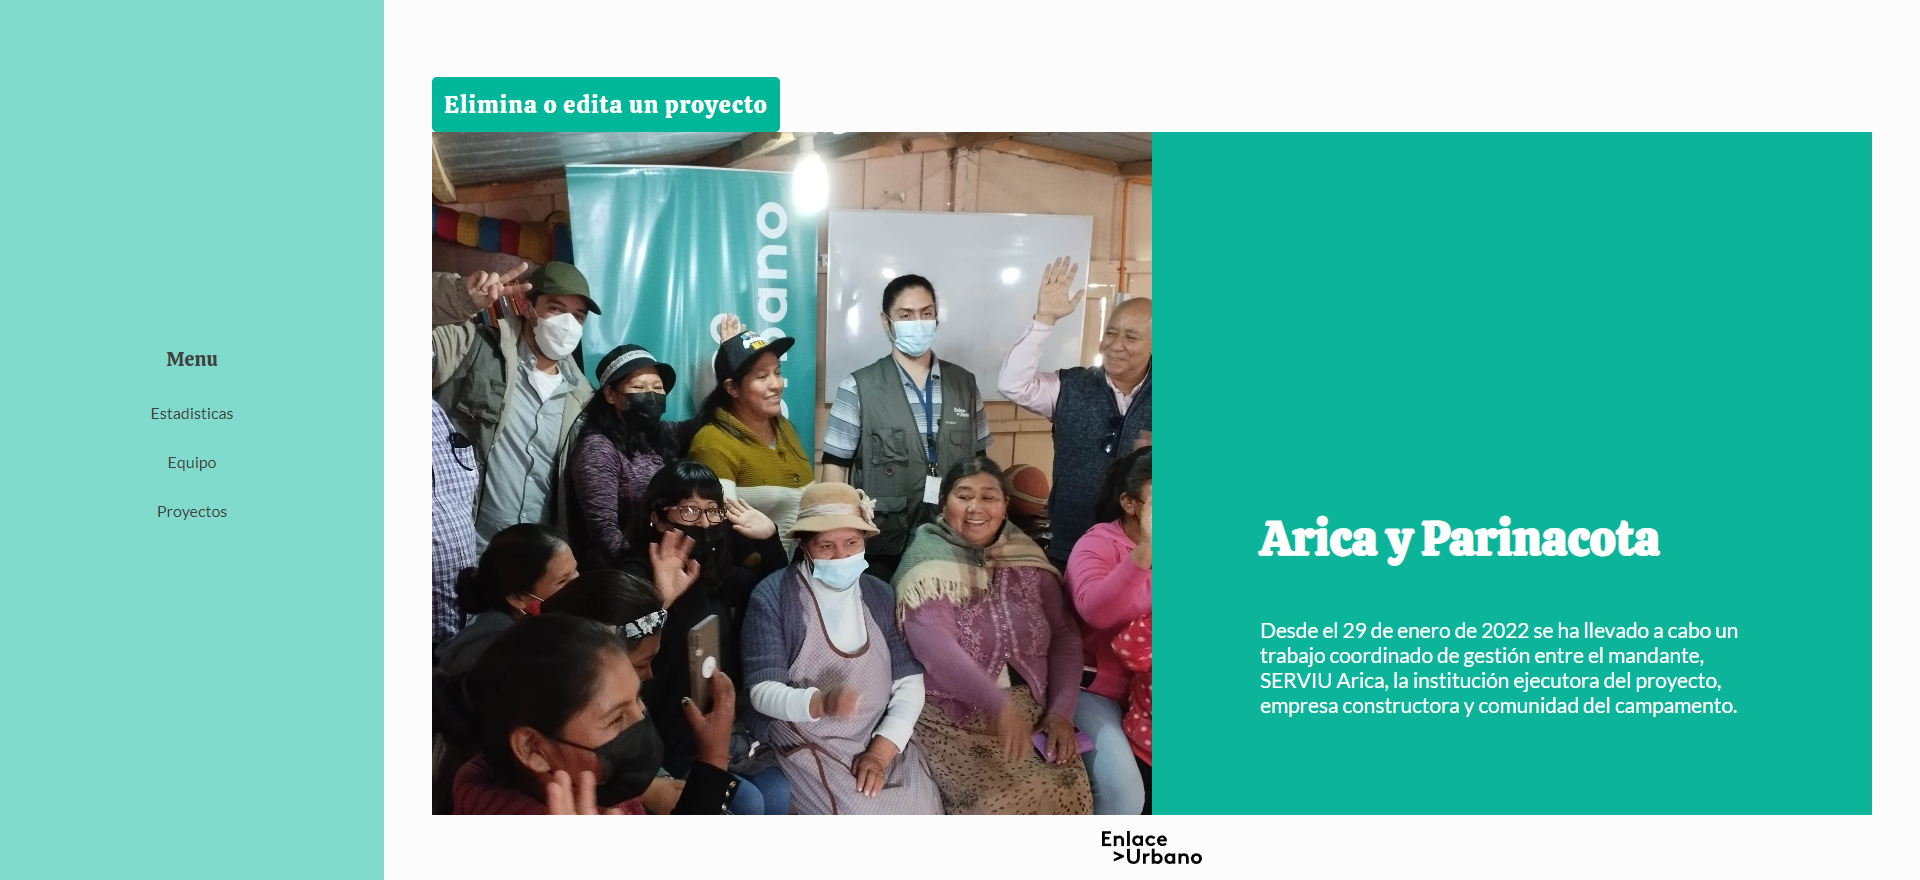 Menu
Estadisticas
Equipo
Proyectos
Elimina o edita un proyecto
Enlace
>Urbano
Arica y Parinacota
Desde el 29 de enero de 2022 se ha llevado a cabo un
trabajo coordinado de gestión entre el mandante,
SERVIU Arica, la institución ejecutora del proyecto,
empresa constructora y comunidad del campamento.
Enlace
>Urbano